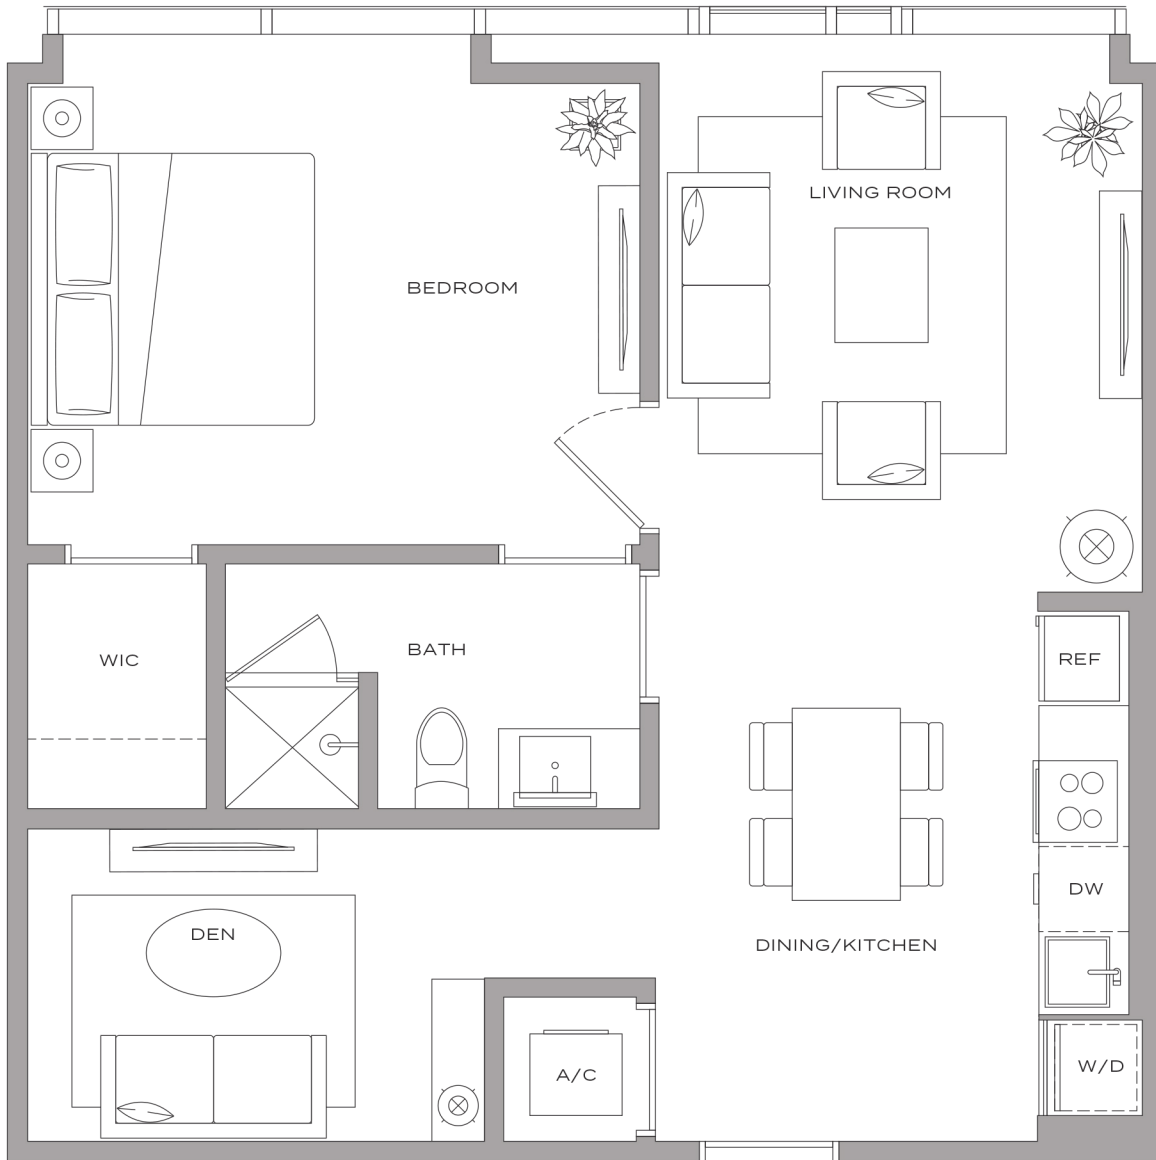 LIVING ROOM
BEDROOM
BATH
WIC
REF
DW
DEN
DINING/KITCHEN
W/D
A/C